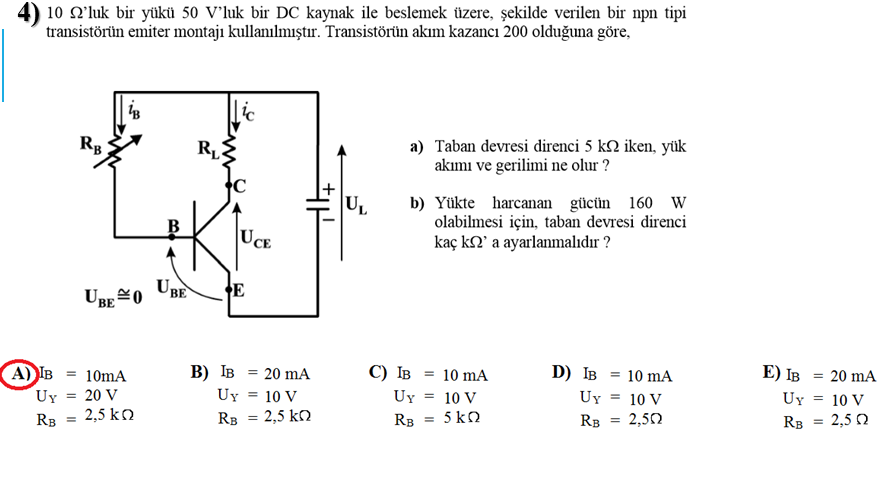 4) 10 Ω'luk bir yükü 50 V'luk bir DC kaynak ile beslemek üzere, şekilde verilen bir npn tipi
transistörün emiter montajı kullanılmıştır. Transistörün akım kazancı 200 olduğuna göre,
iB
iC
RB
RL
C
+
UL
B
UCE
UBE≅0
UBE
E
a) Taban devresi direnci 5 kΩ iken, yük
akımı ve gerilimi ne olur ?
b) Yükte harcanan gücün 160 W
olabilmesi için, taban devresi direnci
kaç kΩ' a ayarlanmalıdır ?
A) IB = 10mA
UY = 20 V
RB = 2,5 kΩ
B) IB = 20 mA
UY = 10 V
RB = 2,5 kΩ
C) IB = 10 mA
UY = 10 V
RB = 5 kΩ
D) IB = 10 mA
UY = 10 V
RB = 2,5Ω
E) IB = 20 mA
UY = 10 V
RB = 2,5 Ω